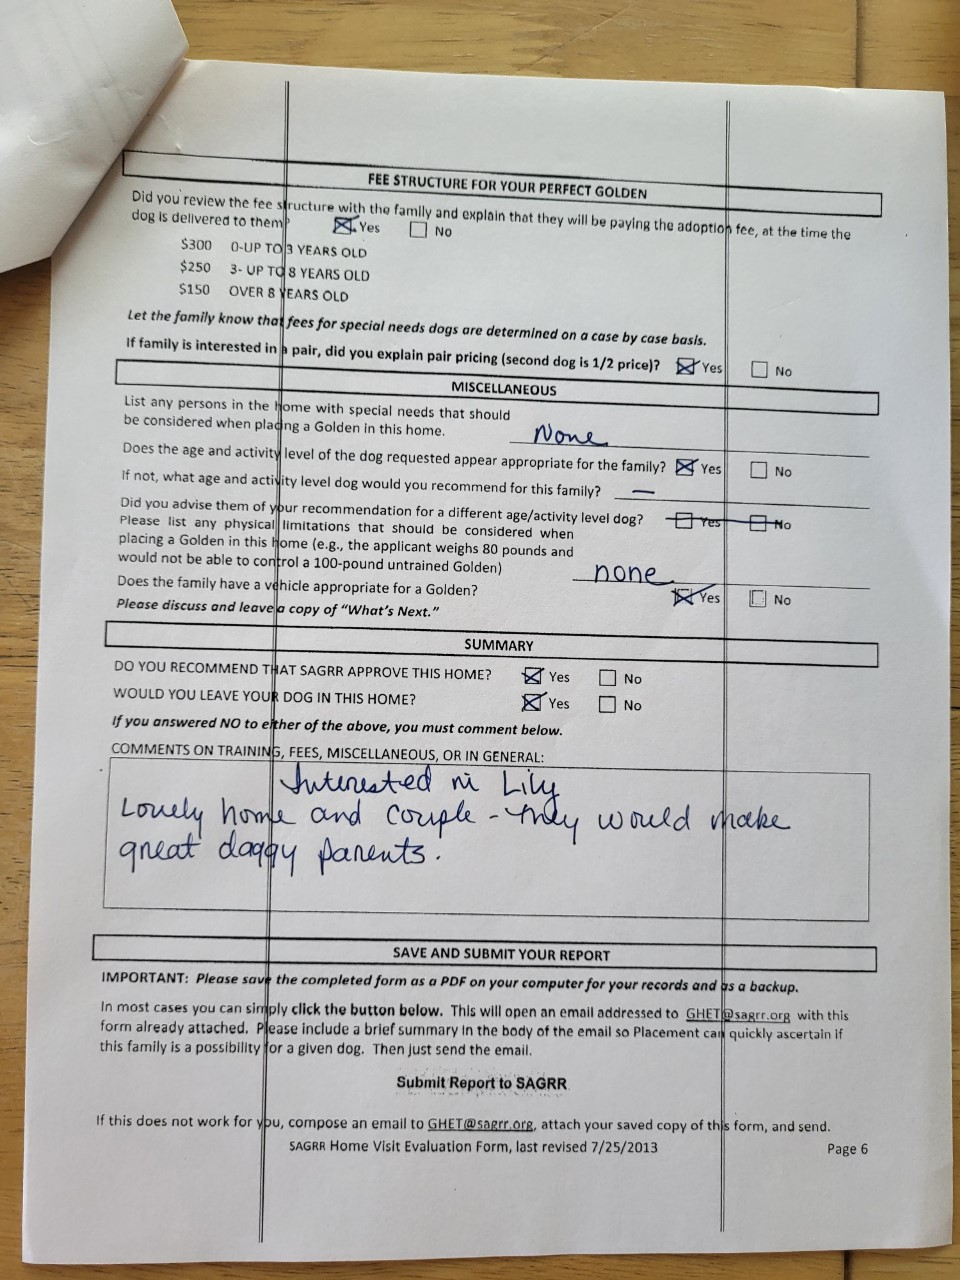 FEE STRUCTURE FOR YOUR PERFECT GOLDEN
Did you review the fee structure with the family and explain that they will be paying the adoption fee, at the time the
dog is delivered to them? Yes No
$300 0-UP TO 3 YEARS OLD
$250 3- UP TO 8 YEARS OLD
$150 OVER 8 YEARS OLD
Let the family know that fees for special needs dogs are determined on a case by case basis.
If family is interested in a pair, did you explain pair pricing (second dog is 1/2 price)? Yes No
MISCELLANEOUS
List any persons in the home with special needs that should
be considered when placing a Golden in this home. None
Does the age and activity level of the dog requested appear appropriate for the family? Yes No
If not, what age and activity level dog would you recommend for this family? —
Did you advise them of your recommendation for a different age/activity level dog? Yes No
Please list any physical limitations that should be considered when
placing a Golden in this home (e.g., the applicant weighs 80 pounds and
would not be able to control a 100-pound untrained Golden) none
Does the family have a vehicle appropriate for a Golden? Yes No
Please discuss and leave a copy of "What's Next."
SUMMARY
DO YOU RECOMMEND THAT SAGRR APPROVE THIS HOME? Yes No
WOULD YOU LEAVE YOUR DOG IN THIS HOME? Yes No
If you answered NO to either of the above, you must comment below.
COMMENTS ON TRAINING, FEES, MISCELLANEOUS, OR IN GENERAL:
Interested in Lily
Lovely home and couple - they would make
great doggy parents.
SAVE AND SUBMIT YOUR REPORT
IMPORTANT: Please save the completed form as a PDF on your computer for your records and as a backup.
In most cases you can simply click the button below. This will open an email addressed to GHET@sagrr.org with this
form already attached. Please include a brief summary in the body of the email so Placement can quickly ascertain if
this family is a possibility for a given dog. Then just send the email.
Submit Report to SAGRR
If this does not work for you, compose an email to GHET@sagrr.org, attach your saved copy of this form, and send.
SAGRR Home Visit Evaluation Form, last revised 7/25/2013 Page 6